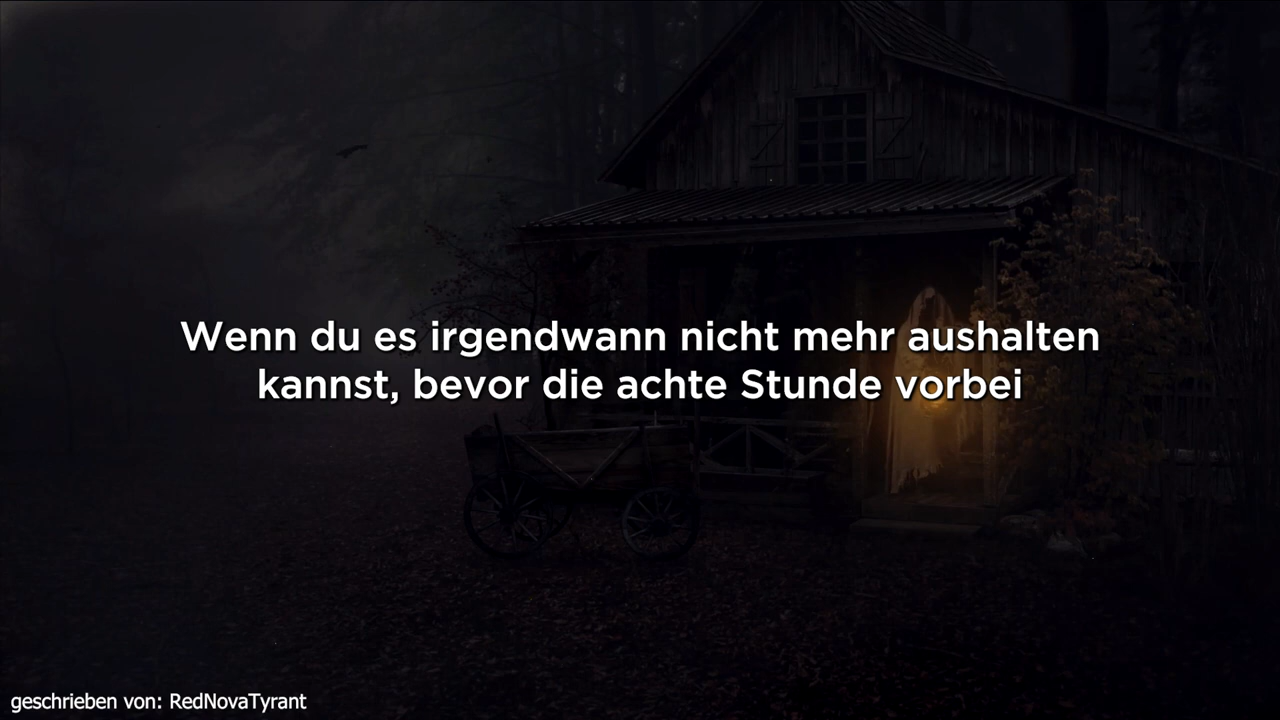 Wenn du es irgendwann nicht mehr aushalten
kannst, bevor die achte Stunde vorbei
geschrieben von: RedNovaTyrant